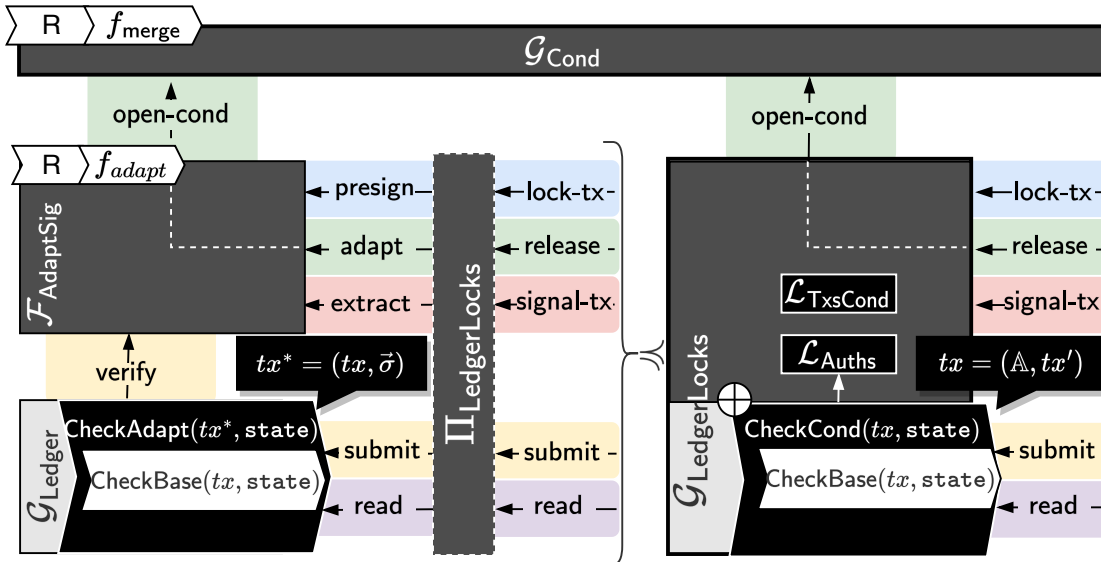 R f_merge
𝒢_Cond
open-cond open-cond
R f_adapt
ℱ_AdaptSig
presign lock-tx lock-tx
adapt release release
extract signal-tx signal-tx
Π_LedgerLocks
ℒ_TxsCond
ℒ_Auths
verify
tx* = (tx, σ⃗) tx = (𝔸, tx′)
𝒢_Ledger 𝒢_LedgerLocks
CheckAdapt(tx*, state) CheckCond(tx, state)
submit submit submit
CheckBase(tx, state) CheckBase(tx, state)
read read read